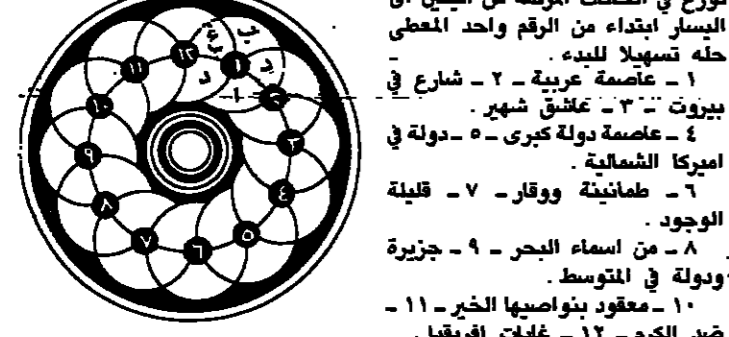 توزع في الخانات المرقمة من اليمين الى
اليسار ابتداء من الرقم واحد المعطى
حله تسهيلا للبدء .
١ ـ عاصمة عربية ـ ٢ ـ شارع في
بيروت ـ ٣ ـ عاشق شهير .
٤ ـ عاصمة دولة كبرى ـ ٥ ـ دولة في
اميركا الشمالية .
٦ ـ طمانينة ووقار ـ ٧ ـ قليلة
الوجود .
٨ ـ من اسماء البحر ـ ٩ ـ جزيرة
ودولة في المتوسط .
١٠ ـ معقود بنواصيها الخير ـ ١١ ـ
ضد الكرم ـ ١٢ ـ غابات افريقيا .
١
٢
٣
٤
٥
٦
٧
٨
٩
١٠
١١
١٢